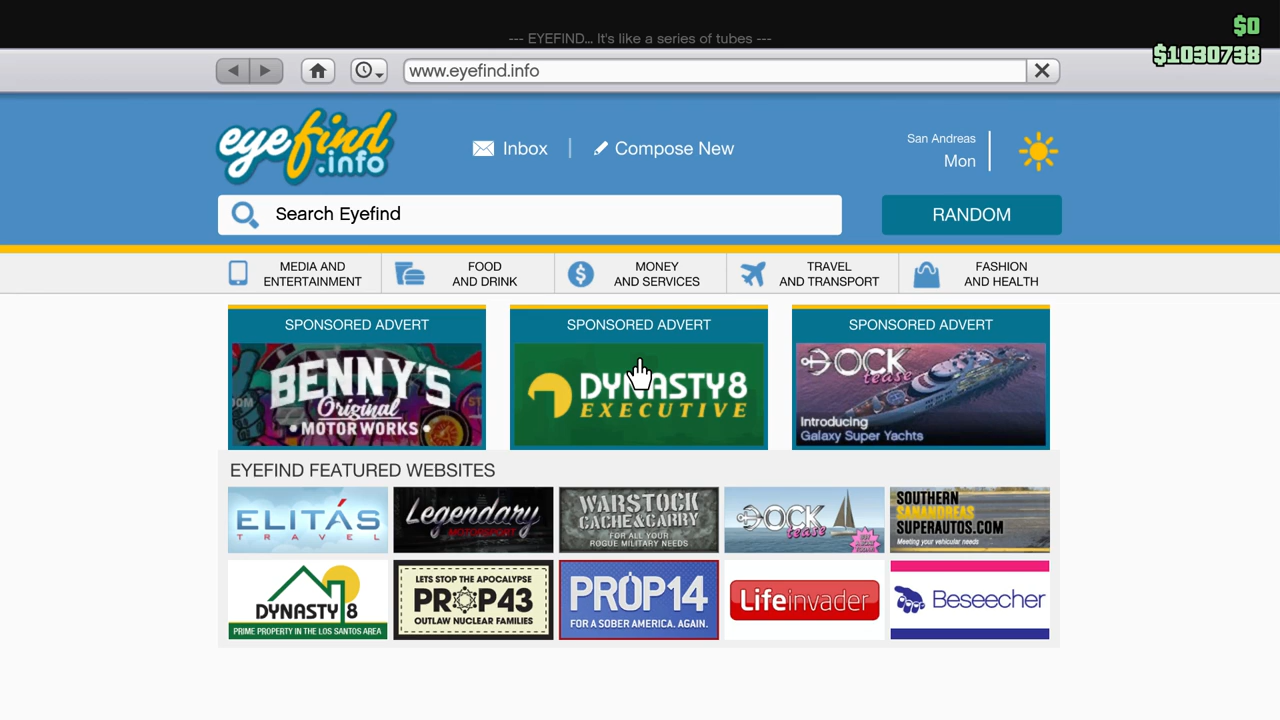 $0
--- EYEFIND... It's like a series of tubes ---
$1030738
www.eyefind.info
eyefind
.info
Inbox
Compose New
San Andreas
Mon
Search Eyefind
RANDOM
MEDIA AND
ENTERTAINMENT
FOOD
AND DRINK
MONEY
AND SERVICES
TRAVEL
AND TRANSPORT
FASHION
AND HEALTH
SPONSORED ADVERT
BENNY'S
Original
MOTOR WORKS
SPONSORED ADVERT
DYNASTY8
EXECUTIVE
SPONSORED ADVERT
DOCK
tease
Introducing
Galaxy Super Yachts
EYEFIND FEATURED WEBSITES
ELITÁS
TRAVEL
Legendary
MOTORSPORT
WARSTOCK
CACHE&CARRY
FOR ALL YOUR
ROGUE MILITARY NEEDS
DOCK
tease
SOUTHERN
SANANDREAS
SUPERAUTOS.COM
Meeting your vehicular needs
DYNASTY 8
PRIME PROPERTY IN THE LOS SANTOS AREA
LETS STOP THE APOCALYPSE
PROP43
OUTLAW NUCLEAR FAMILIES
PROP14
FOR A SOBER AMERICA. AGAIN.
Lifeinvader
Beseecher